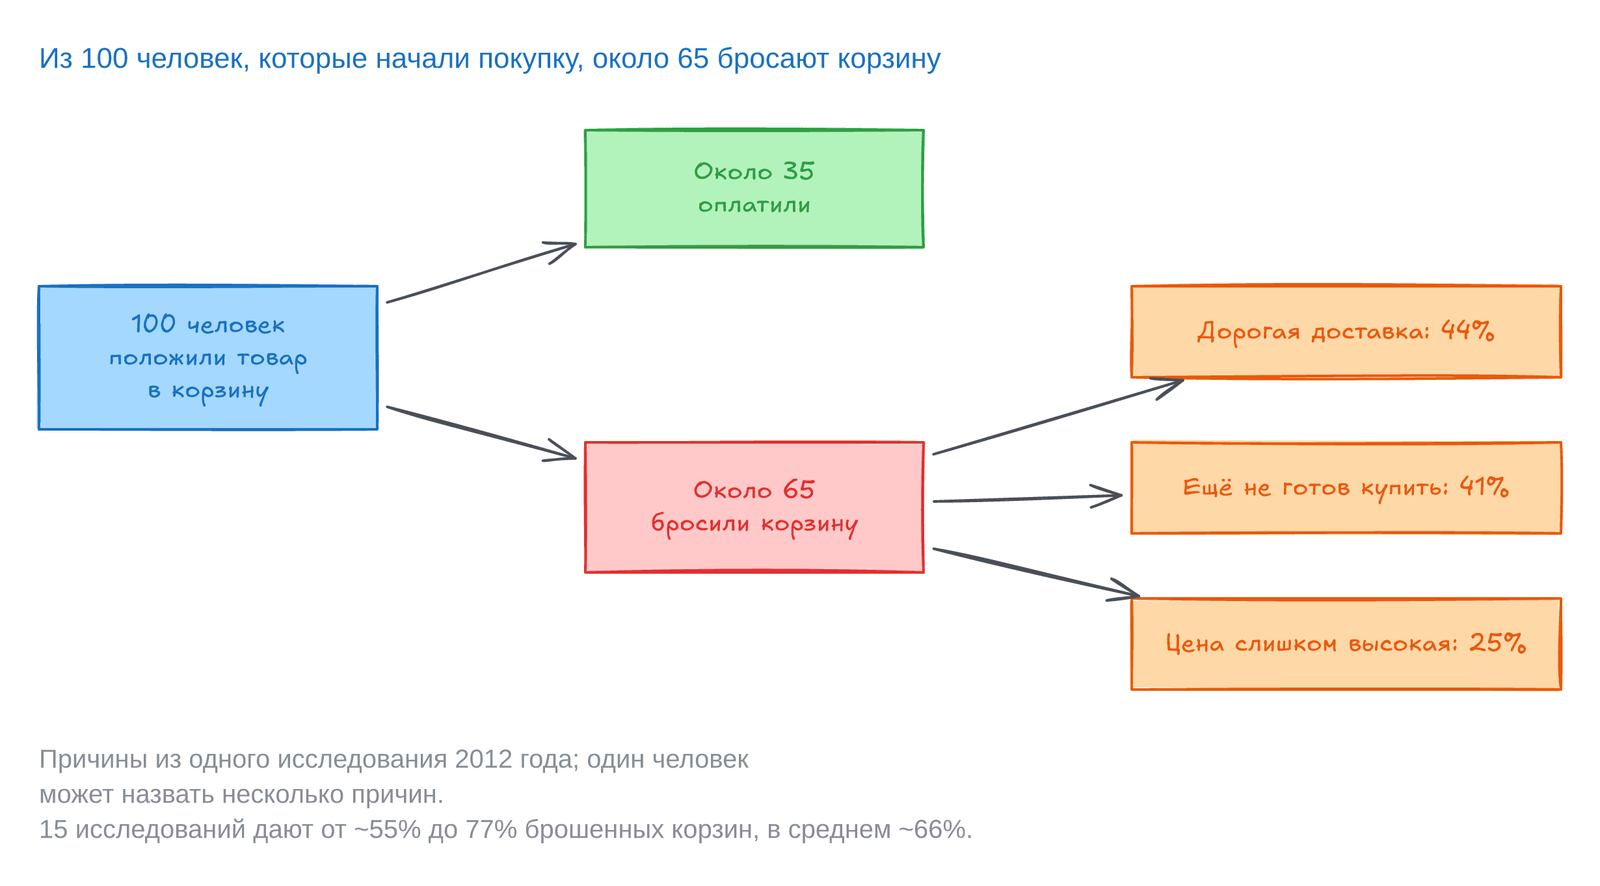 Из 100 человек, которые начали покупку, около 65 бросают корзину
Около 35
оплатили
100 человек
положили товар
в корзину
Около 65
бросили корзину
Дорогая доставка: 44%
Ещё не готов купить: 41%
Цена слишком высокая: 25%
Причины из одного исследования 2012 года; один человек
может назвать несколько причин.
15 исследований дают от ~55% до 77% брошенных корзин, в среднем ~66%.